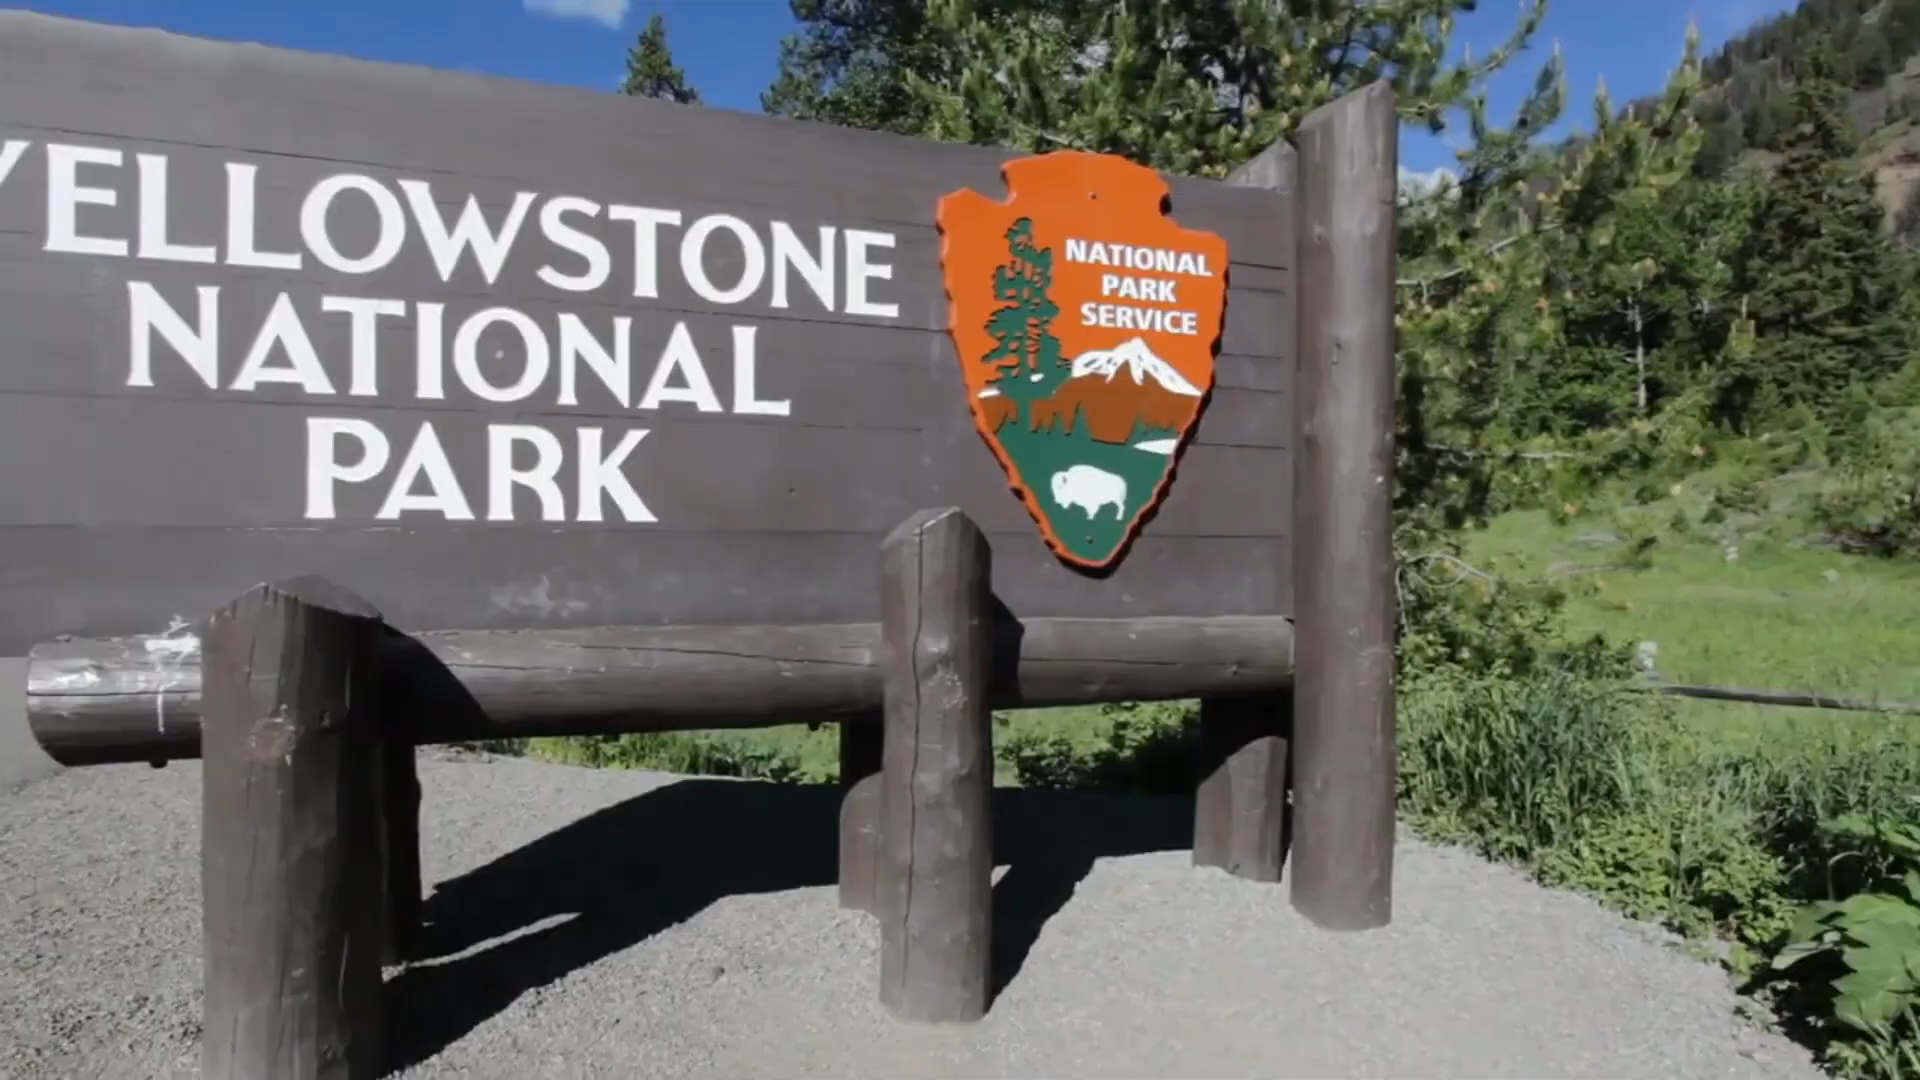 YELLOWSTONE
NATIONAL
PARK
NATIONAL
PARK
SERVICE